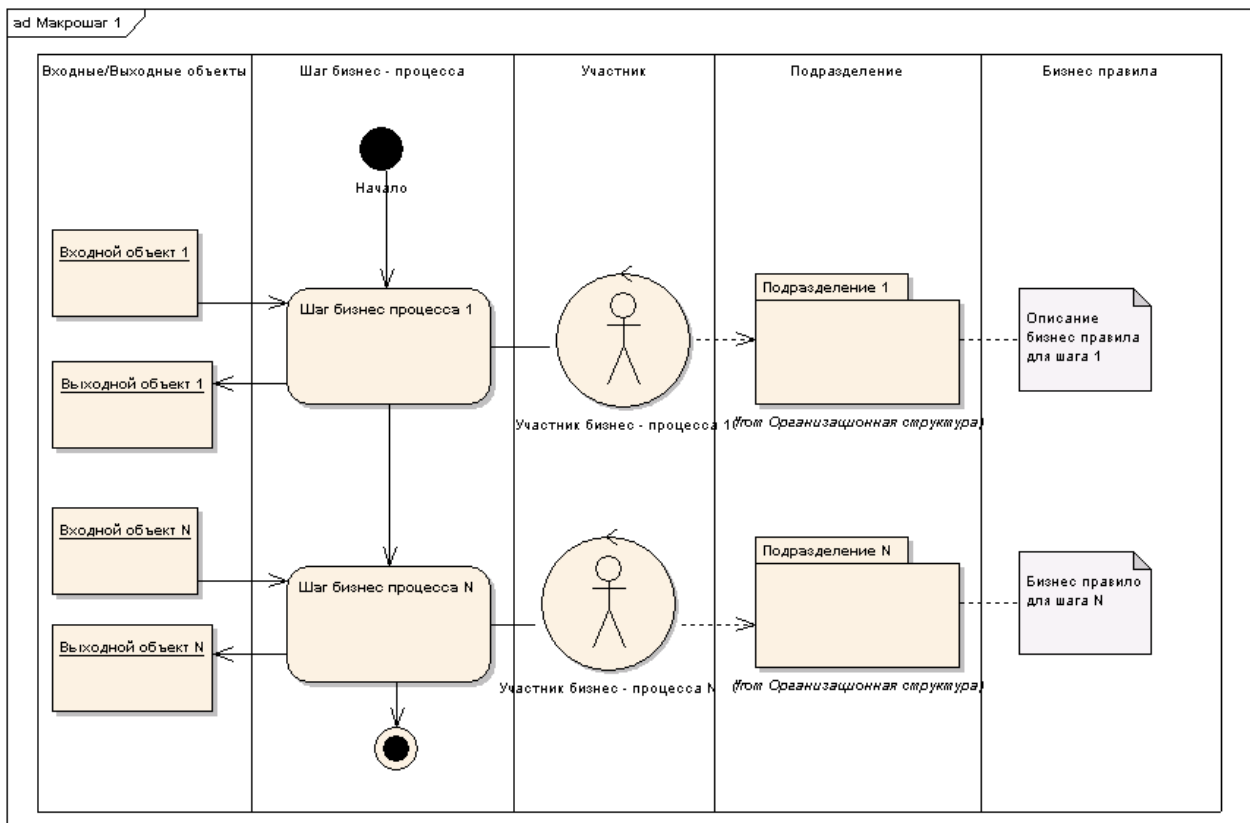 ad Макрошаг 1
Входные/Выходные объекты
Шаг бизнес - процесса
Участник
Подразделение
Бизнес правила
Начало
Входной объект 1
Шаг бизнес процесса 1
Подразделение 1
Описание
бизнес правила
для шага 1
Выходной объект 1
Участник бизнес - процесса 1
(from Организационная структура)
Входной объект N
Шаг бизнес процесса N
Подразделение N
Бизнес правило
для шага N
Выходной объект N
Участник бизнес - процесса N
(from Организационная структура)